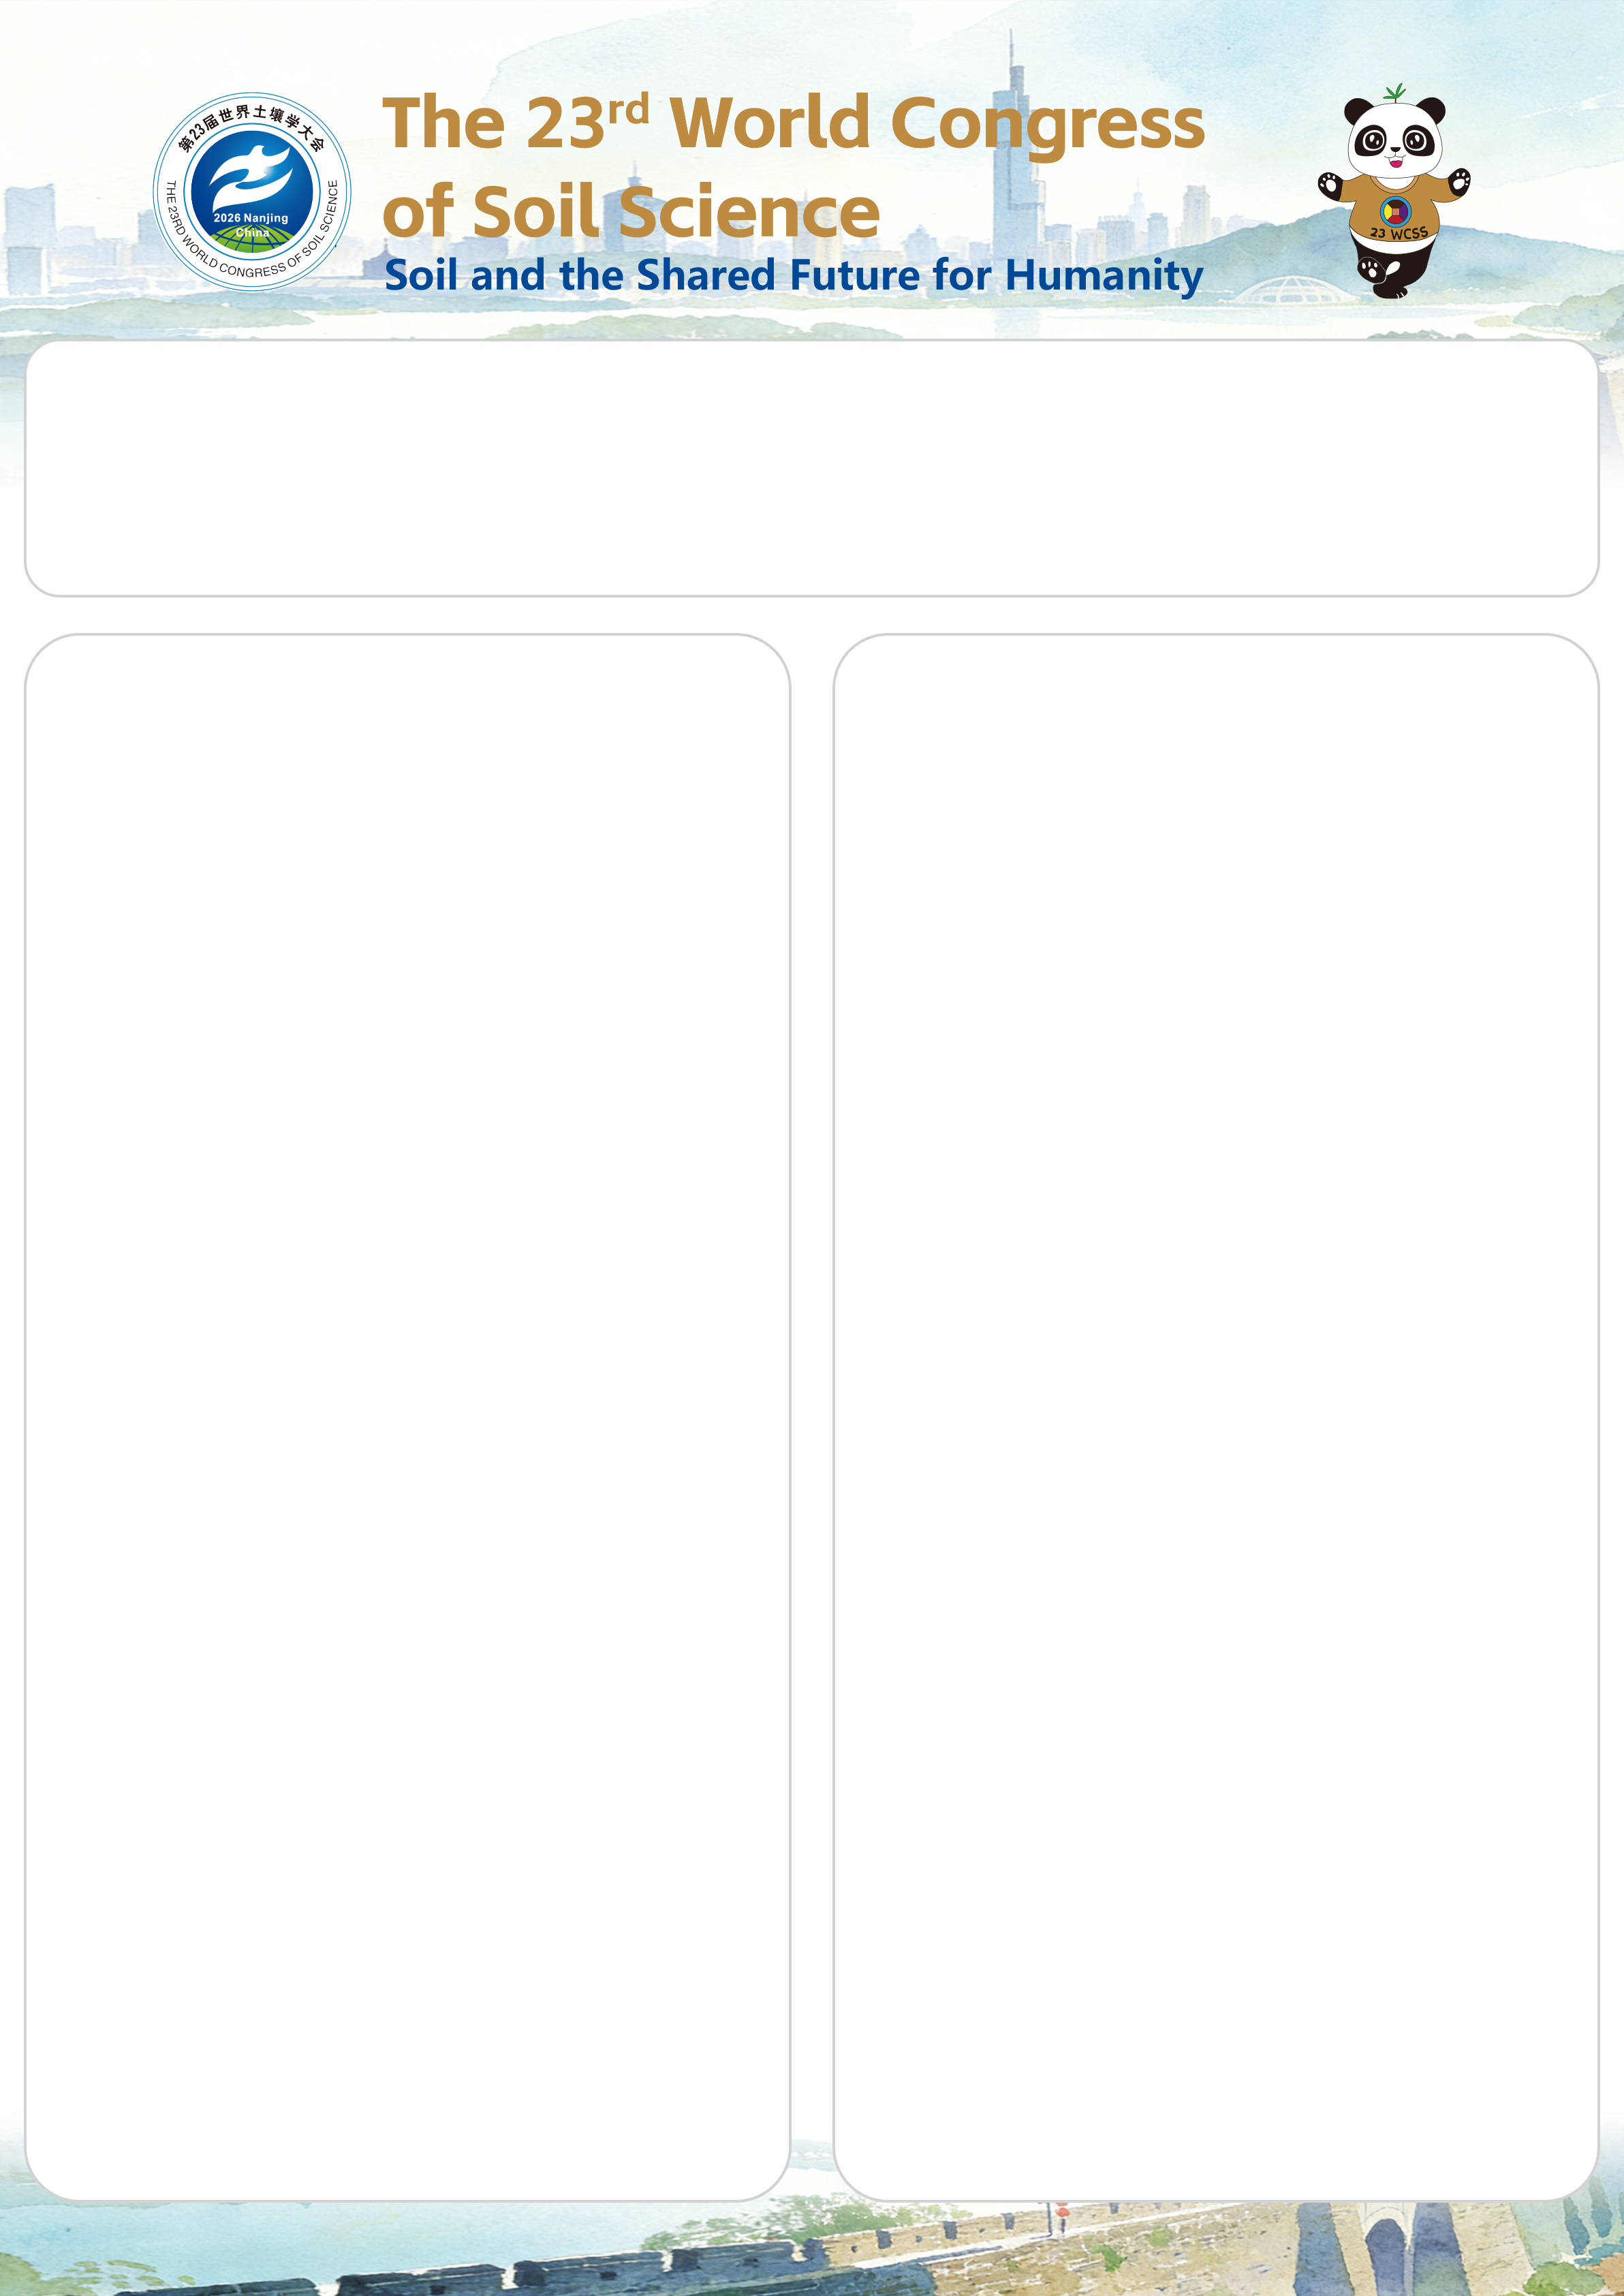 第23届世界土壤学大会
2026 Nanjing
China
THE 23RD WORLD CONGRESS OF SOIL SCIENCE
The 23rd World Congress
of Soil Science
Soil and the Shared Future for Humanity
23 WCSS